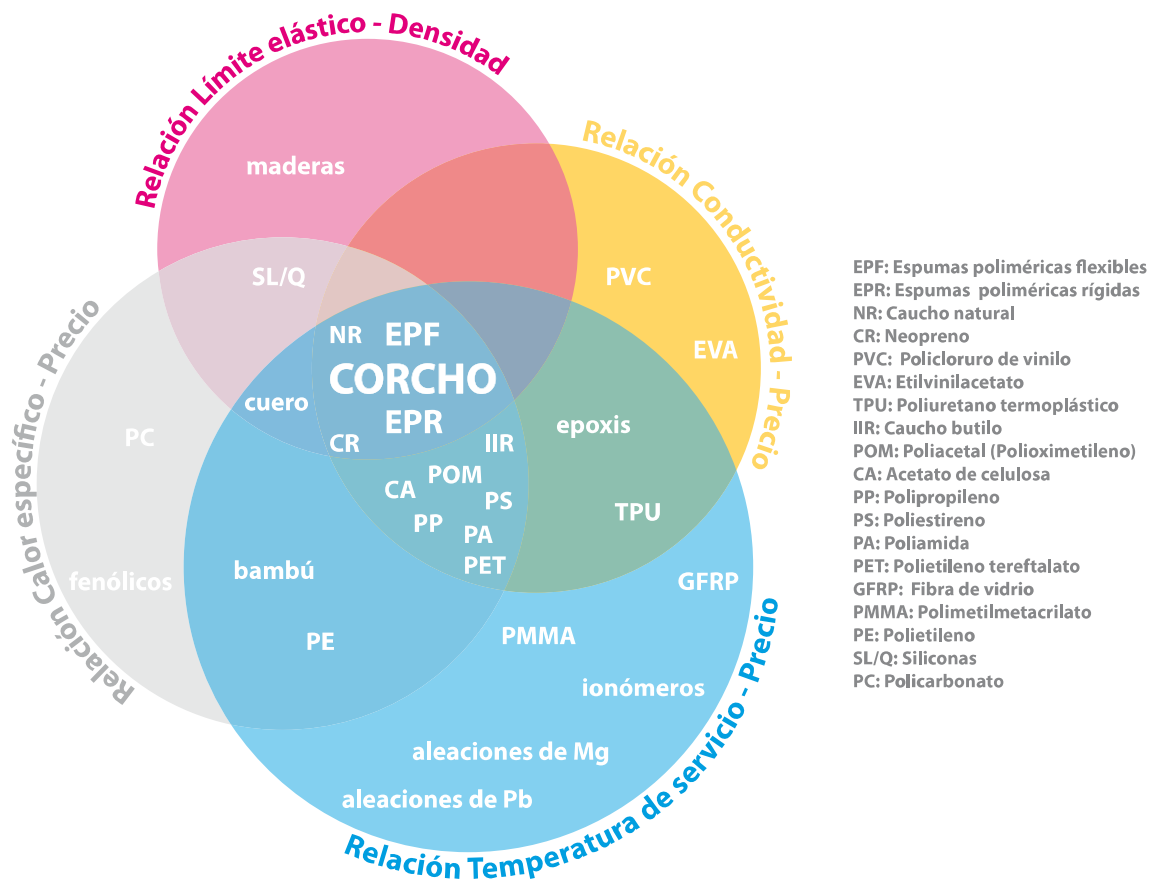 Relación Límite elástico - Densidad
Relación Conductividad - Precio
Relación Calor específico - Precio
Relación Temperatura de servicio - Precio
maderas
SL/Q
PVC
EVA
NR
EPF
CORCHO
cuero
EPR
CR
IIR
epoxis
PC
POM
CA
PS
PP
PA
TPU
PET
fenólicos
bambú
GFRP
PE
PMMA
ionómeros
aleaciones de Mg
aleaciones de Pb
EPF: Espumas poliméricas flexibles
EPR: Espumas poliméricas rígidas
NR: Caucho natural
CR: Neopreno
PVC: Policloruro de vinilo
EVA: Etilvinilacetato
TPU: Poliuretano termoplástico
IIR: Caucho butilo
POM: Poliacetal (Polioximetileno)
CA: Acetato de celulosa
PP: Polipropileno
PS: Poliestireno
PA: Poliamida
PET: Polietileno tereftalato
GFRP: Fibra de vidrio
PMMA: Polimetilmetacrilato
PE: Polietileno
SL/Q: Siliconas
PC: Policarbonato